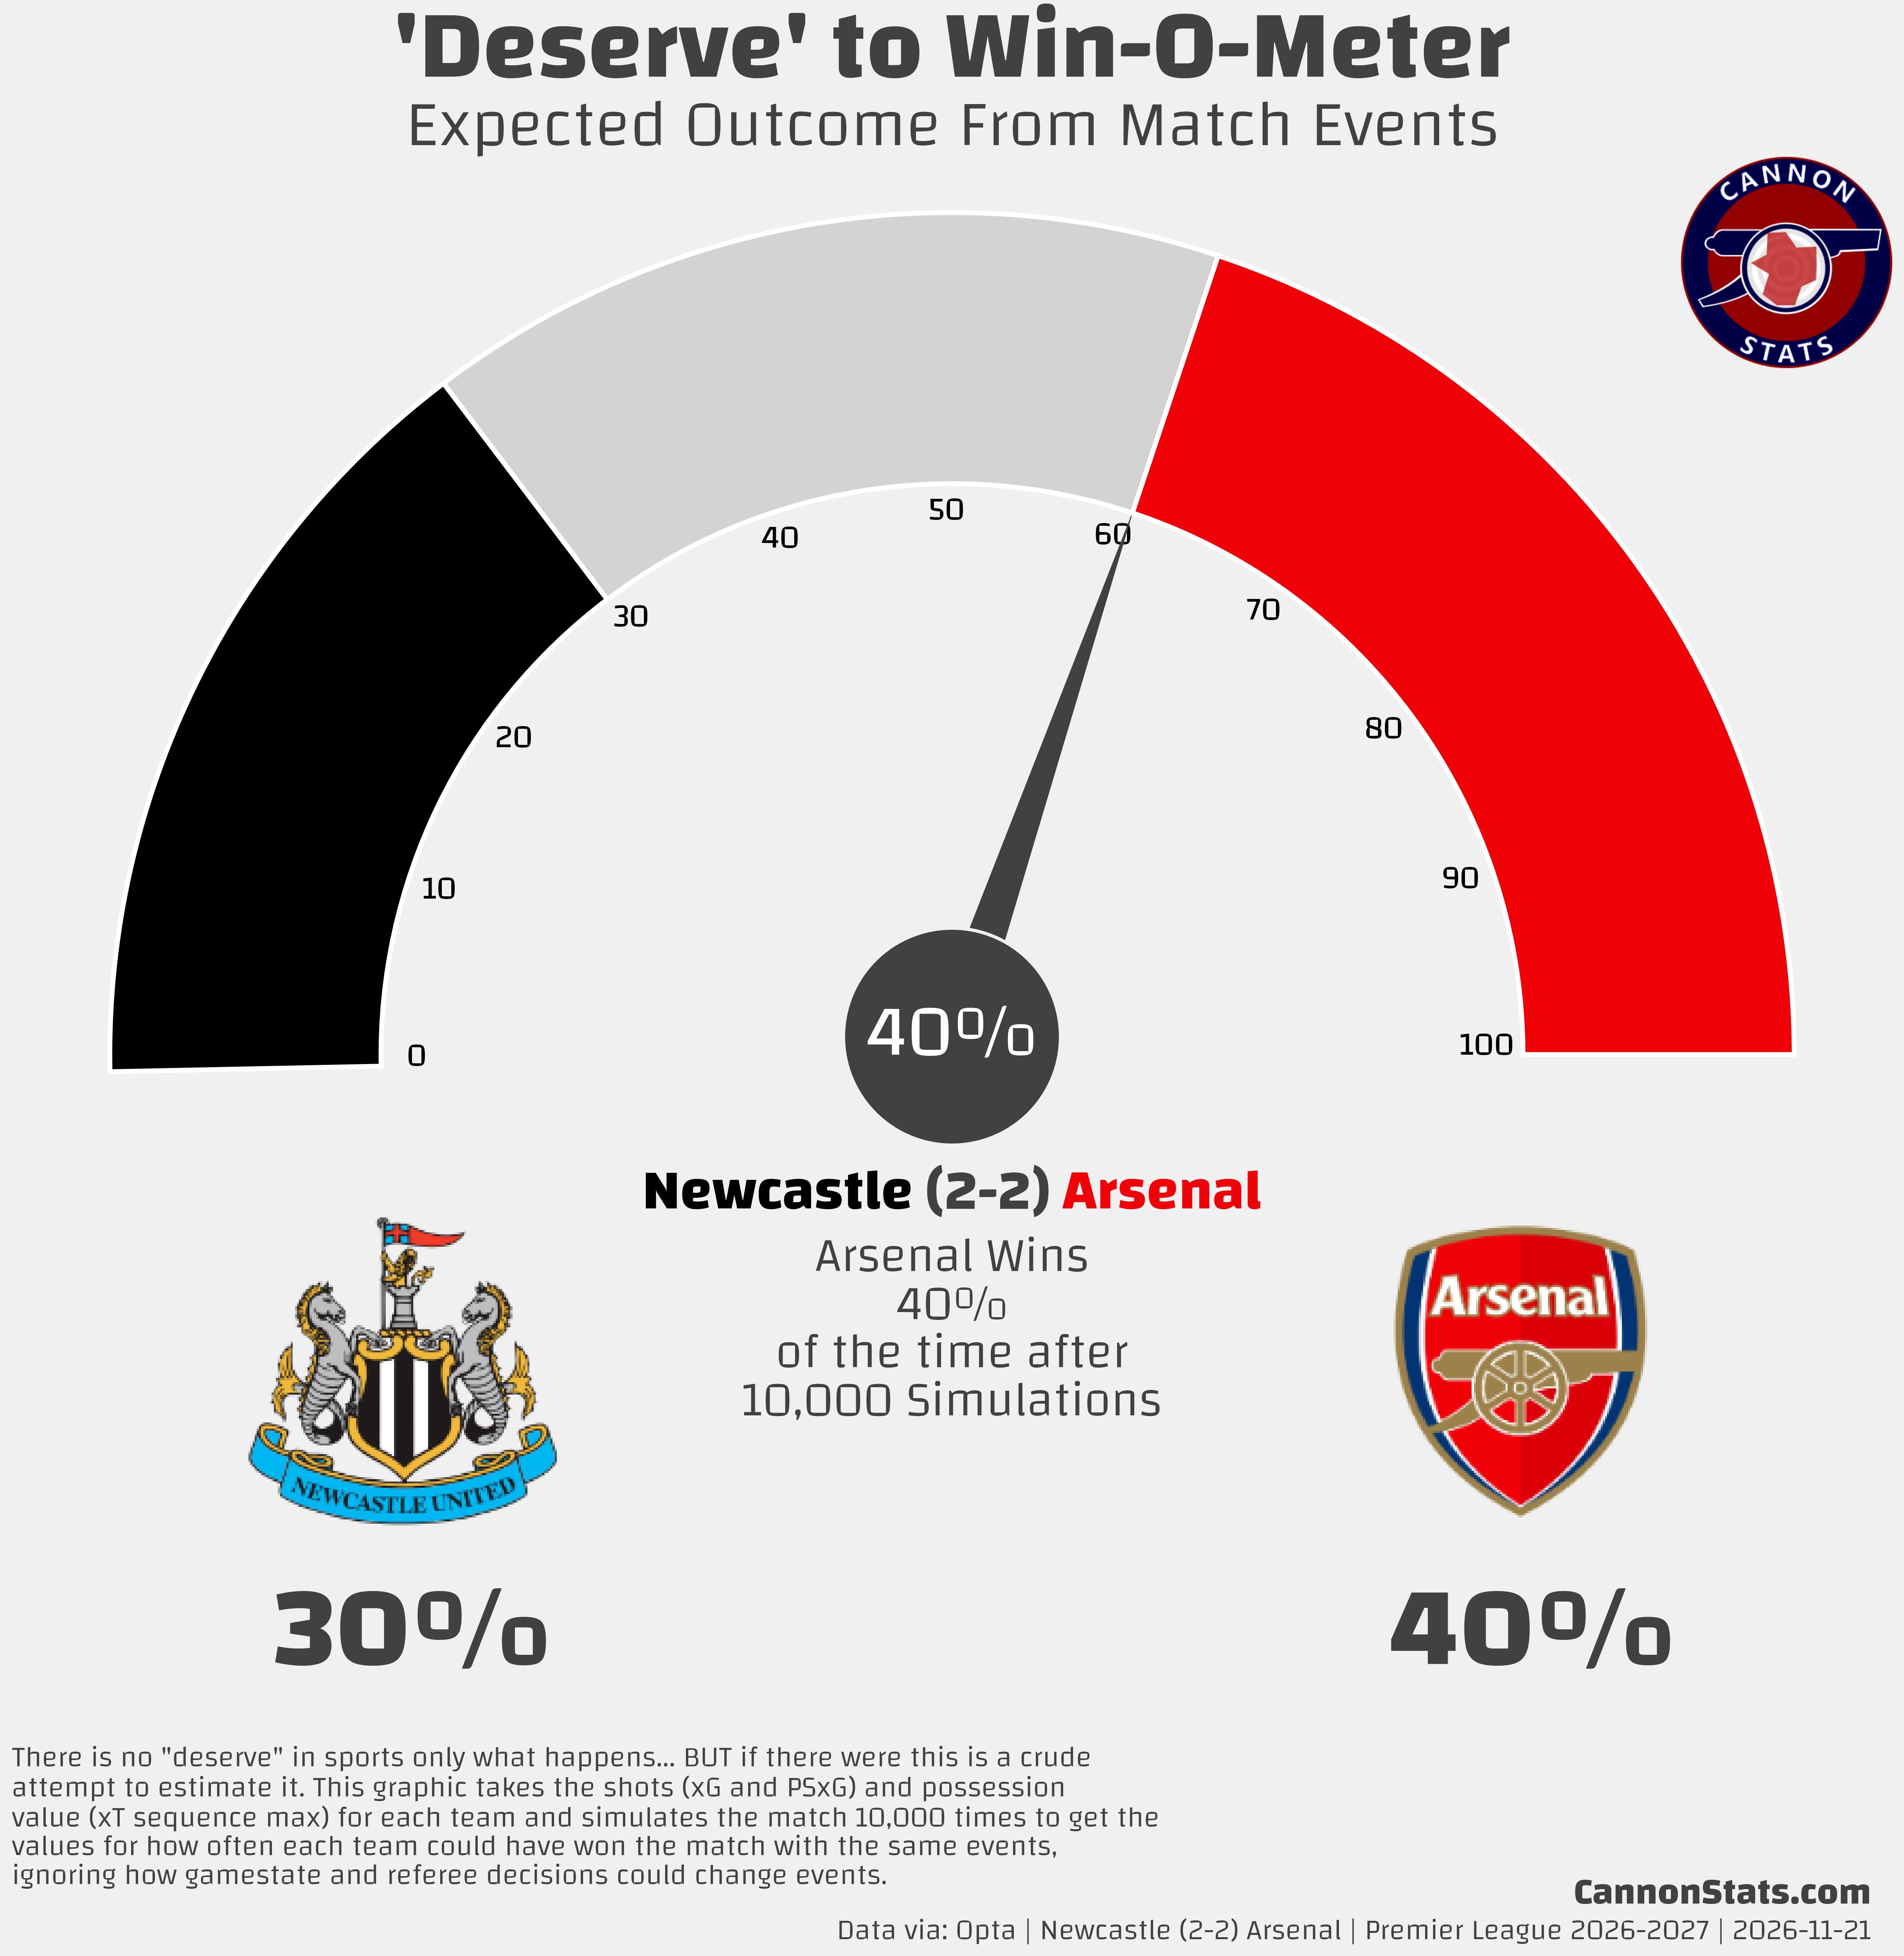 'Deserve' to Win-O-Meter
Expected Outcome From Match Events
CANNON
STATS
0
10
20
30
40
50
60
70
80
90
100
40%
Newcastle (2-2) Arsenal
Arsenal Wins
40%
of the time after
10,000 Simulations
NEWCASTLE UNITED
Arsenal
30%
40%
There is no "deserve" in sports only what happens... BUT if there were this is a crude
attempt to estimate it. This graphic takes the shots (xG and PSxG) and possession
value (xT sequence max) for each team and simulates the match 10,000 times to get the
values for how often each team could have won the match with the same events,
ignoring how gamestate and referee decisions could change events.
CannonStats.com
Data via: Opta | Newcastle (2-2) Arsenal | Premier League 2026-2027 | 2026-11-21